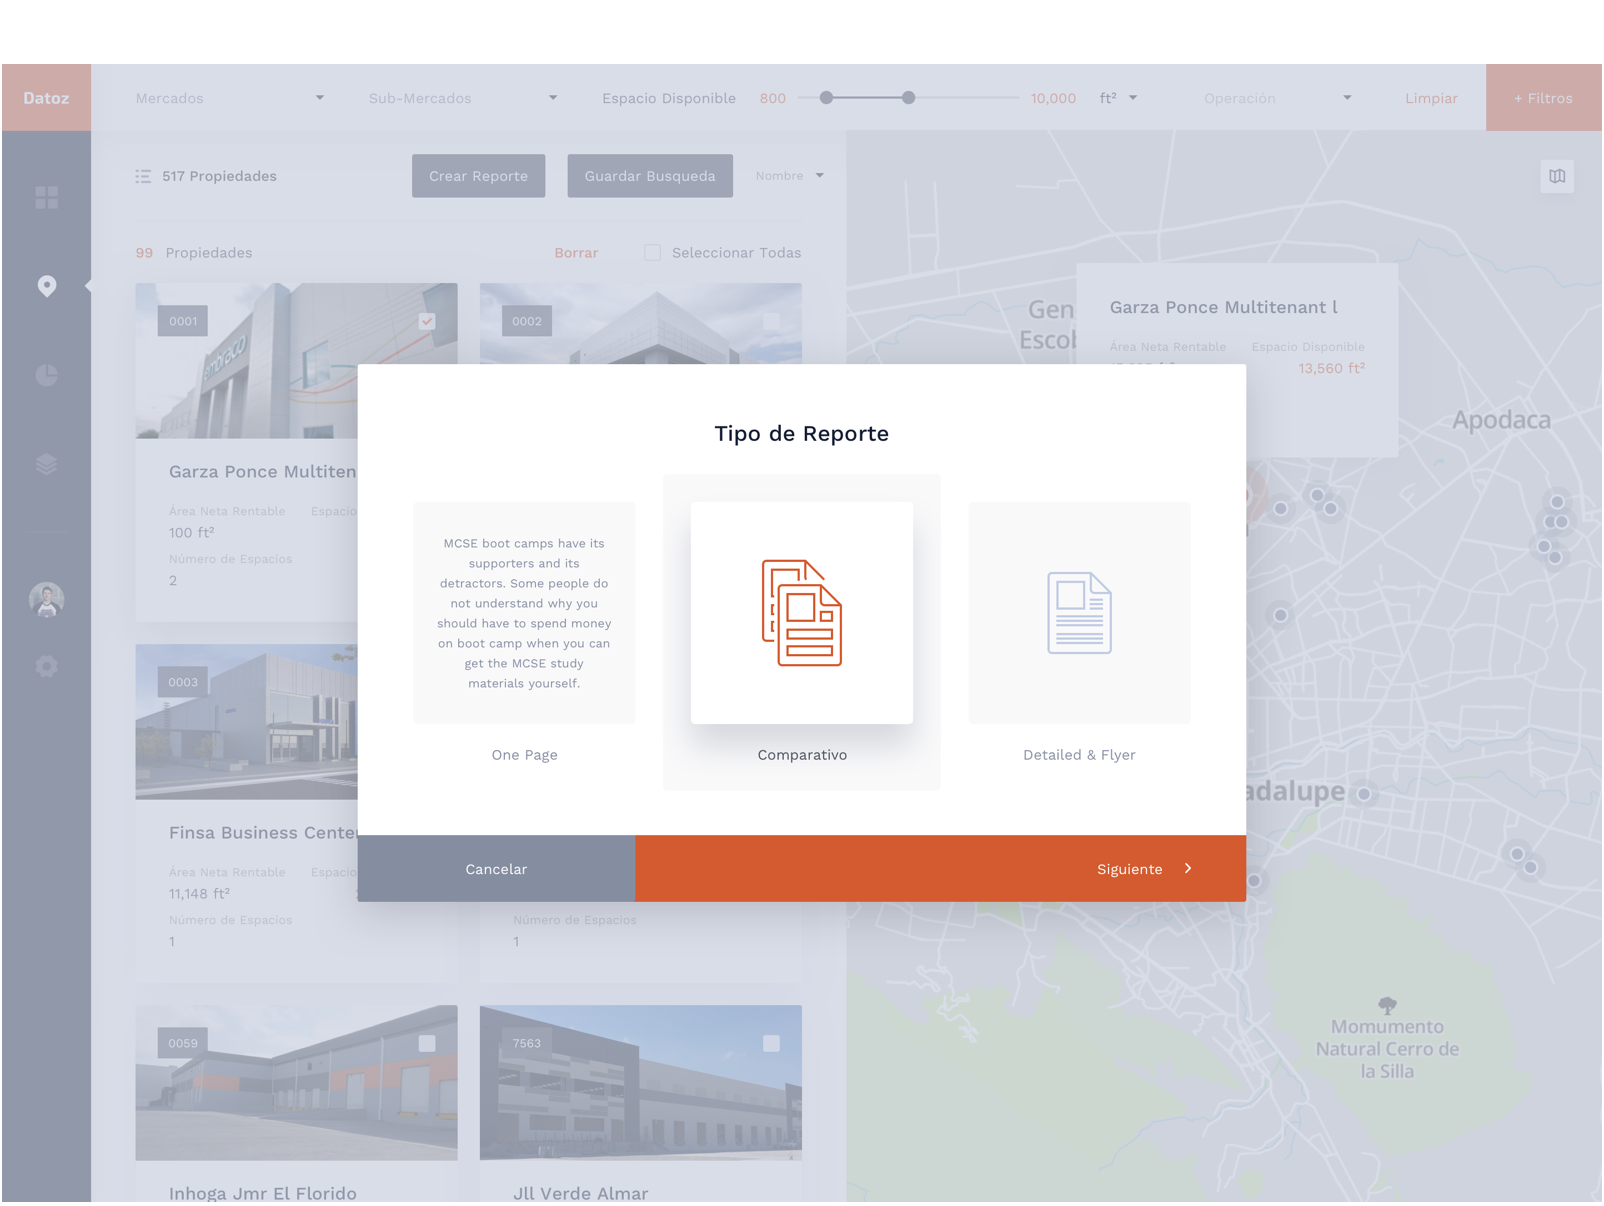 Datoz
Mercados
Sub-Mercados
Espacio Disponible 800 10,000 ft²
Operación
Limpiar
+ Filtros
517 Propiedades
Crear Reporte
Guardar Busqueda
Nombre
99 Propiedades
Borrar
Seleccionar Todas
0001
embraco
0002
Garza Ponce Multiten
Área Neta Rentable Espacio
100 ft²
Número de Espacios
2
0003
Finsa Business Cente
Área Neta Rentable Espacio
11,148 ft²
Número de Espacios
1
Número de Espacios
1
0059
Inhoga Jmr El Florido
7563
Jll Verde Almar
Gen
Escob
Garza Ponce Multitenant l
Área Neta Rentable Espacio Disponible
13,560 ft²
Apodaca
adalupe
Momumento
Natural Cerro de
la Silla
Tipo de Reporte
MCSE boot camps have its
supporters and its
detractors. Some people do
not understand why you
should have to spend money
on boot camp when you can
get the MCSE study
materials yourself.
One Page
Comparativo
Detailed & Flyer
Cancelar
Siguiente